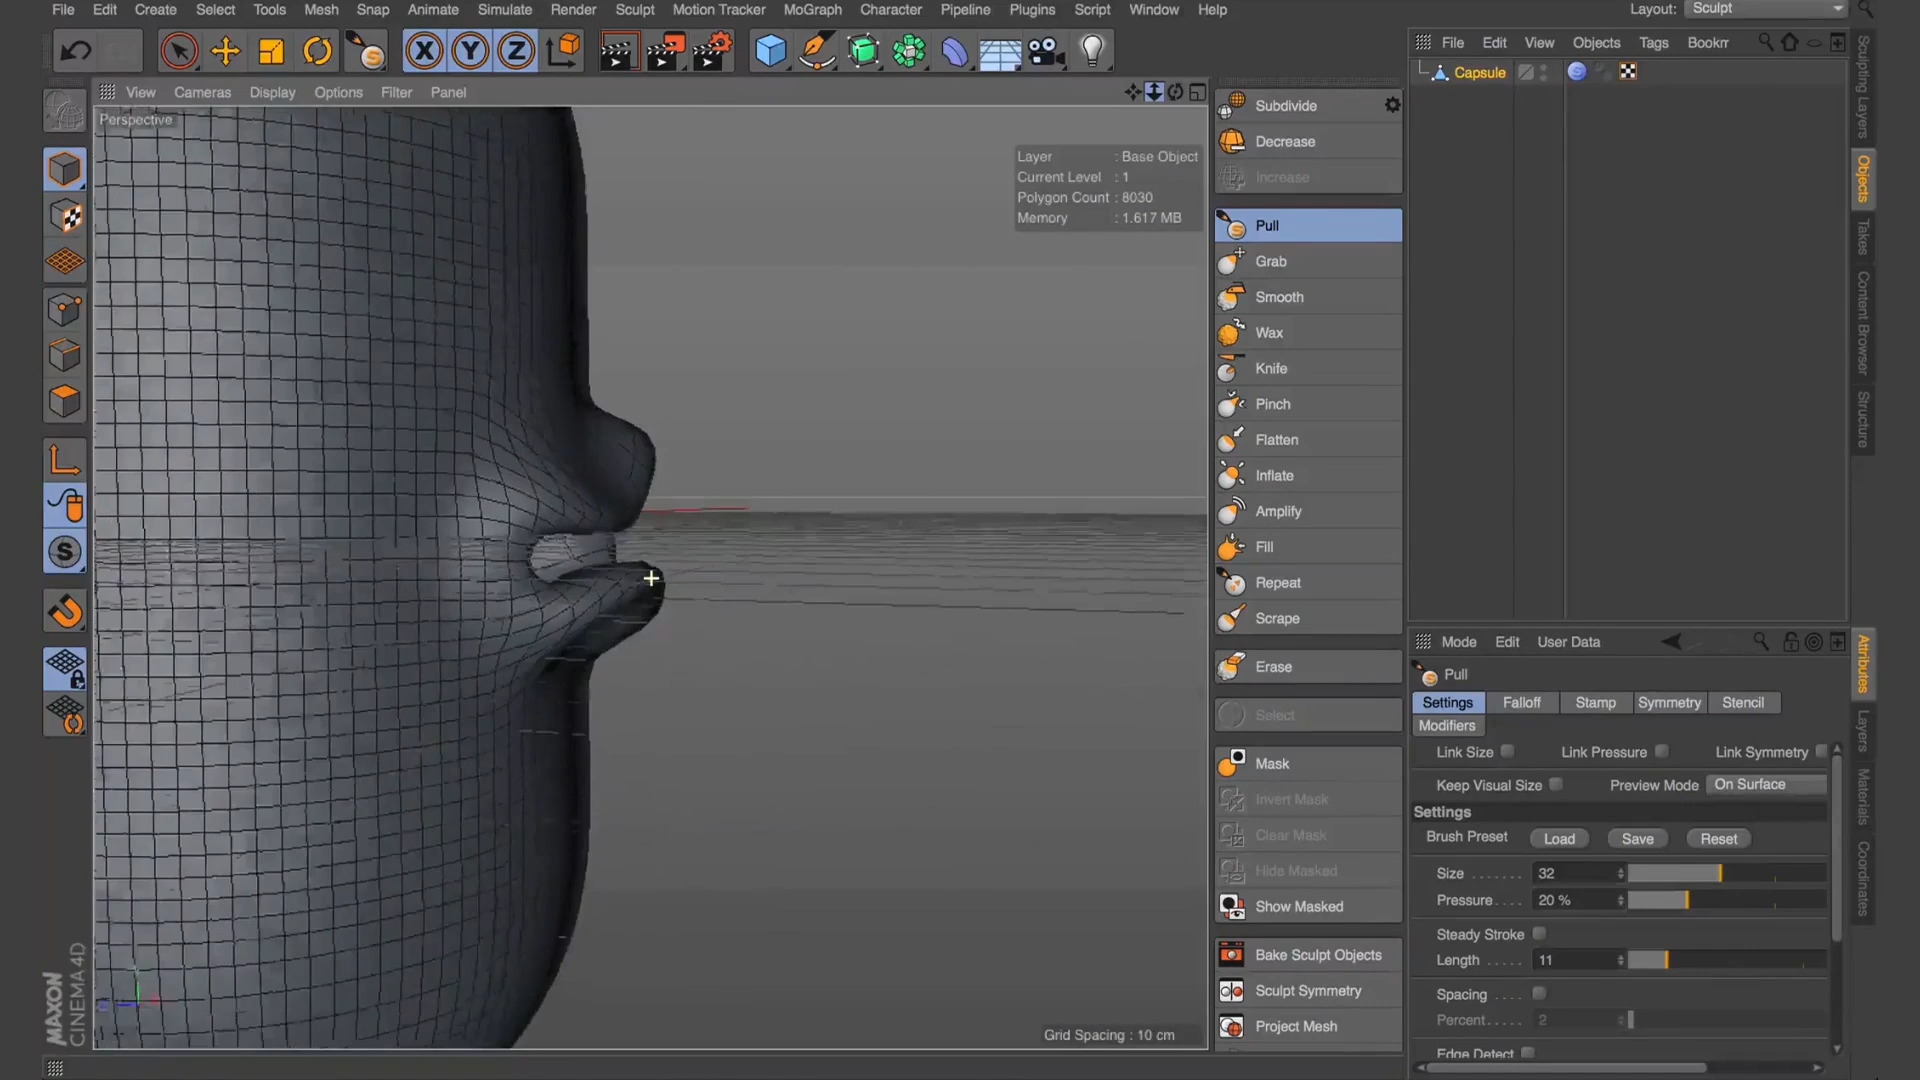 File Edit Create Select Tools Mesh Snap Animate Simulate Render Sculpt Motion Tracker MoGraph Character Pipeline Plugins Script Window Help Layout: Sculpt
X Y Z
File Edit View Objects Tags Bookm
Capsule
View Cameras Display Options Filter Panel
Perspective
Layer : Base Object
Current Level : 1
Polygon Count : 8030
Memory : 1.617 MB
Grid Spacing : 10 cm
S
MAXON
CINEMA 4D
Subdivide
Decrease
Increase
Pull
Grab
Smooth
Wax
Knife
Pinch
Flatten
Inflate
Amplify
Fill
Repeat
Scrape
Erase
Select
Mask
Invert Mask
Clear Mask
Hide Masked
Show Masked
Bake Sculpt Objects
Sculpt Symmetry
Project Mesh
Sculpting Layers
Objects
Takes
Content Browser
Structure
Mode Edit User Data
Pull
Settings Falloff Stamp Symmetry Stencil
Modifiers
Link Size Link Pressure Link Symmetry
Keep Visual Size Preview Mode On Surface
Settings
Brush Preset Load Save Reset
Size . . . . . . . 32
Pressure . . . . 20 %
Steady Stroke
Length . . . . . 11
Spacing . . . .
Percent . . . . . 2
Edge Detect
Attributes
Layers
Materials
Coordinates